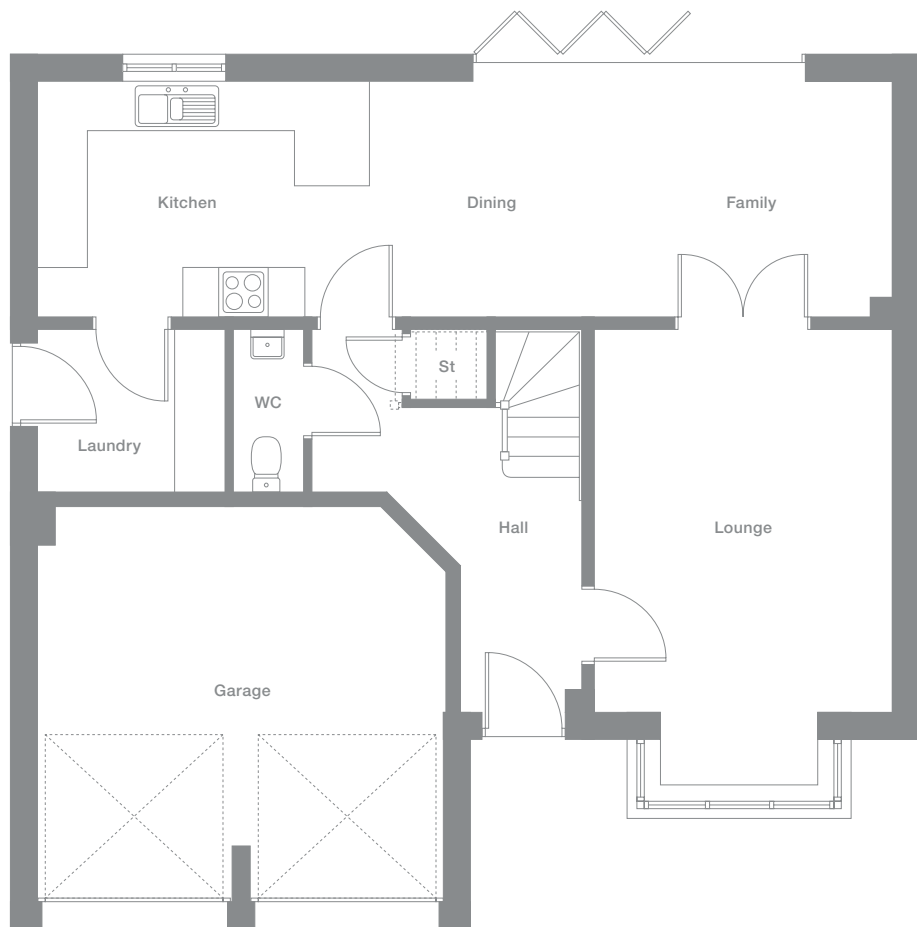 Kitchen
Dining
Family
St
WC
Laundry
Hall
Lounge
Garage